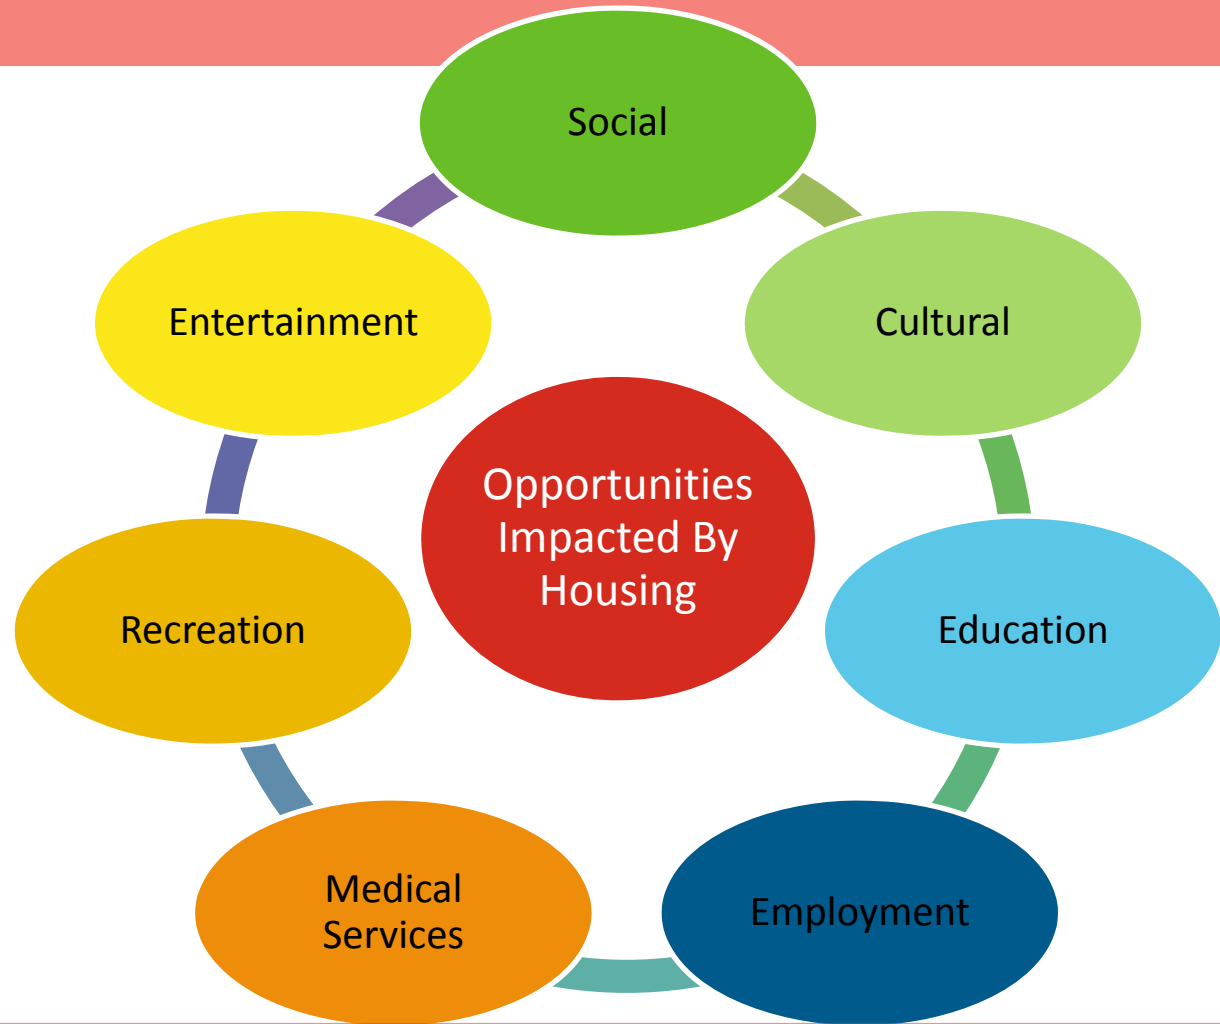 Social
Cultural
Education
Employment
Medical
Services
Recreation
Entertainment
Opportunities
Impacted By
Housing